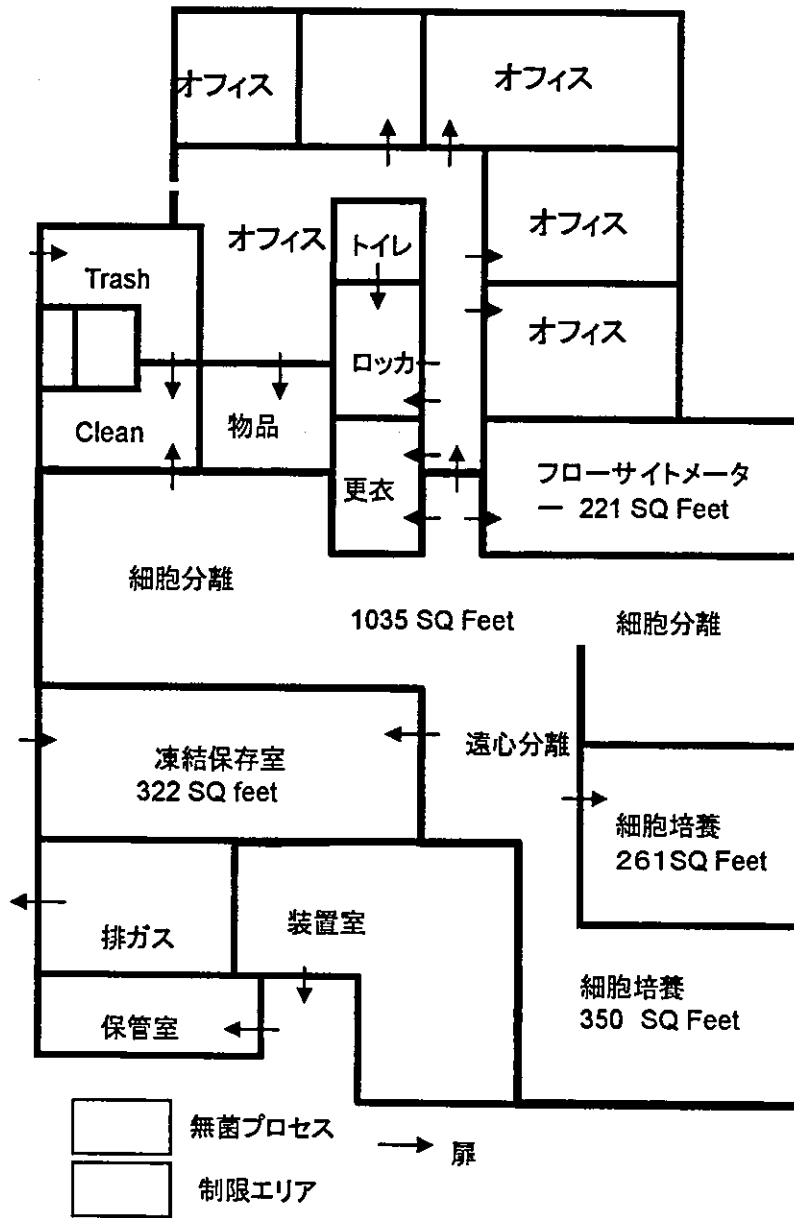 オフィス
オフィス
オフィス
オフィス
トイレ
Trash
オフィス
ロッカ
Clean
物品
更衣
フローサイトメータ
ー 221 SQ Feet
細胞分離
1035 SQ Feet
細胞分離
遠心分離
凍結保存室
322 SQ feet
細胞培養
261SQ Feet
排ガス
装置室
細胞培養
350 SQ Feet
保管室
無菌プロセス
扉
制限エリア